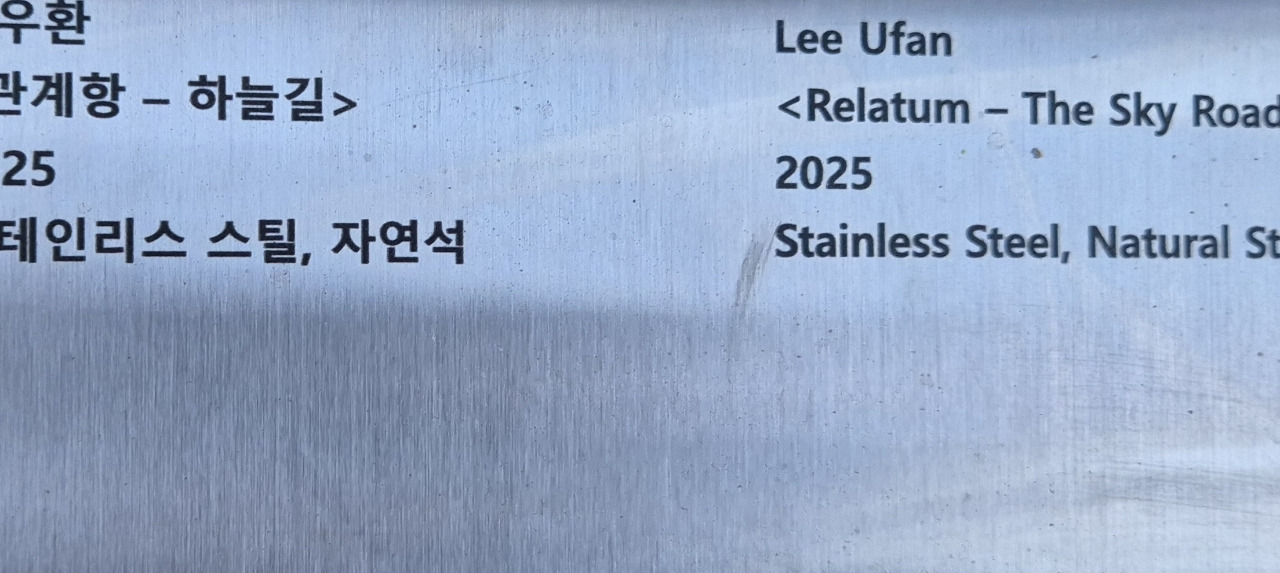 우환
관계항 – 하늘길>
25
테인리스 스틸, 자연석
Lee Ufan
<Relatum – The Sky Road
2025
Stainless Steel, Natural St